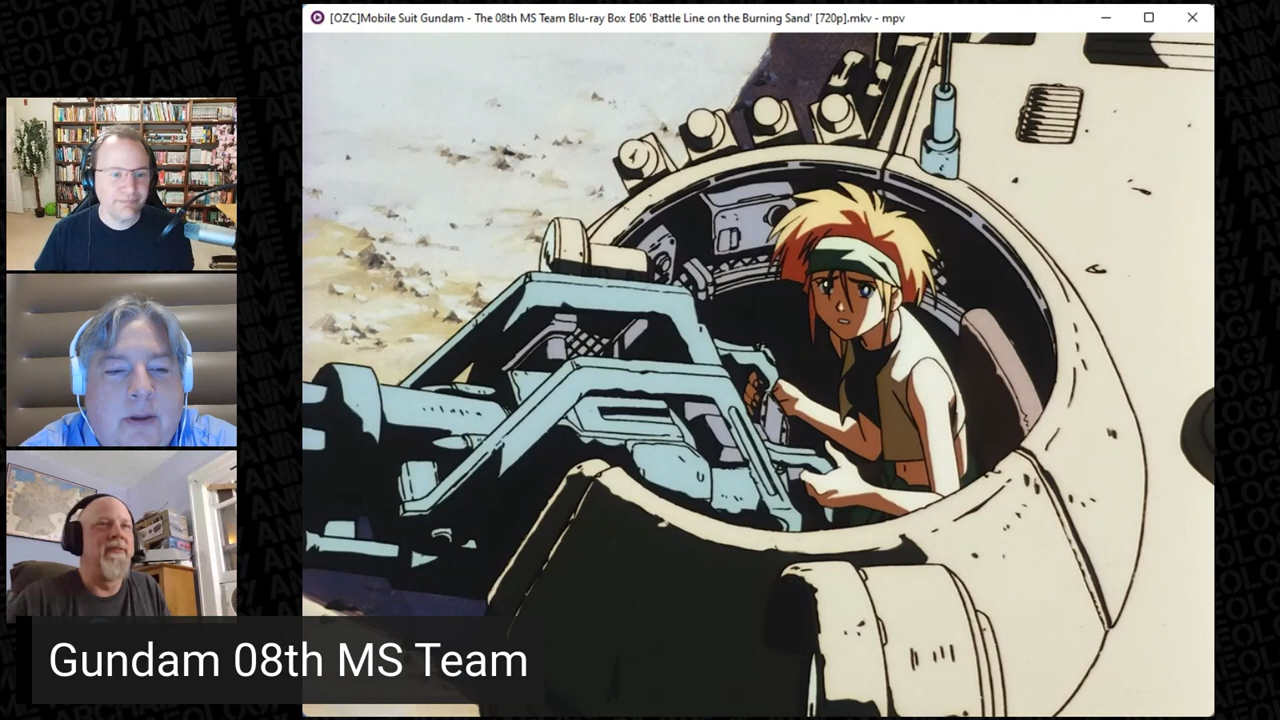 [OZC]Mobile Suit Gundam - The 08th MS Team Blu-ray Box E06 'Battle Line on the Burning Sand' [720p].mkv - mpv
Gundam 08th MS Team